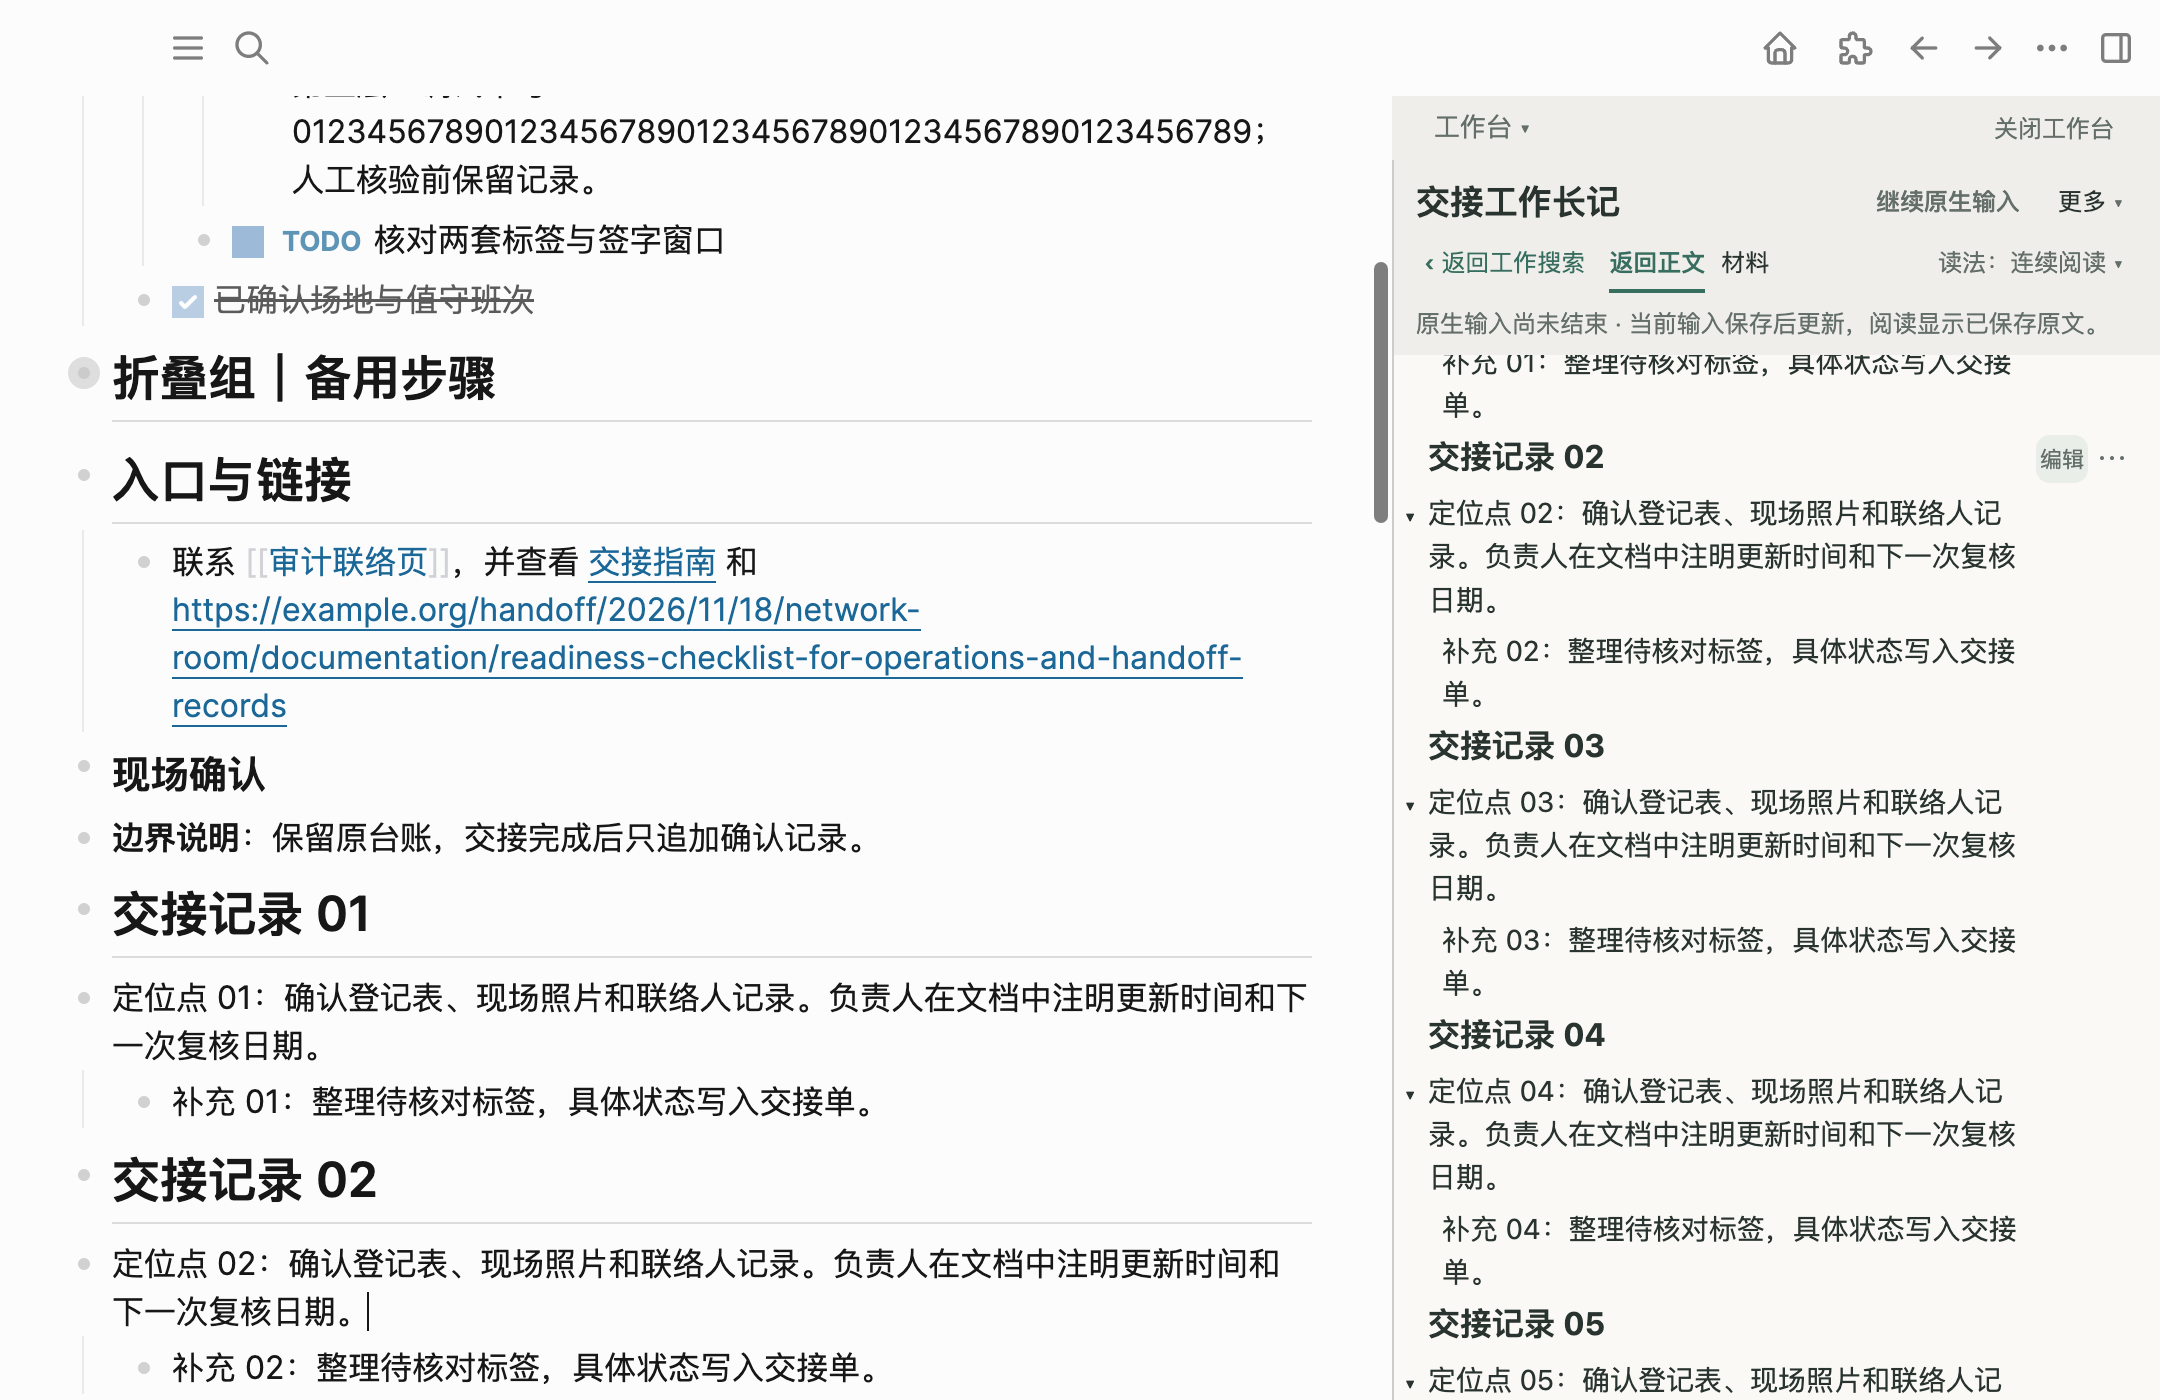 0123456789012345678901234567890123456789012345678​9；
人工核验前保留记录。
TODO 核对两套标签与签字窗口
已确认场地与值守班次
折叠组｜备用步骤
入口与链接
联系 [[审计联络页]]，并查看 交接指南 和
https://example.org/handoff/2026/11/18/network-
room/documentation/readiness-checklist-for-operations-and-handoff-
records
现场确认
边界说明：保留原台账，交接完成后只追加确认记录。
交接记录 01
定位点 01：确认登记表、现场照片和联络人记录。负责人在文档中注明更新时间和下
一次复核日期。
补充 01：整理待核对标签，具体状态写入交接单。
交接记录 02
定位点 02：确认登记表、现场照片和联络人记录。负责人在文档中注明更新时间和
下一次复核日期。
补充 02：整理待核对标签，具体状态写入交接单。
工作台 ▾ 关闭工作台
交接工作长记 继续原生输入 更多 ▾
‹ 返回工作搜索 返回正文 材料 读法：连续阅读 ▾
原生输入尚未结束 · 当前输入保存后更新，阅读显示已保存原文。
补充 01：整理待核对标签，具体状态写入交接
单。
交接记录 02 编辑 ···
▾ 定位点 02：确认登记表、现场照片和联络人记
录。负责人在文档中注明更新时间和下一次复核
日期。
补充 02：整理待核对标签，具体状态写入交接
单。
交接记录 03
▾ 定位点 03：确认登记表、现场照片和联络人记
录。负责人在文档中注明更新时间和下一次复核
日期。
补充 03：整理待核对标签，具体状态写入交接
单。
交接记录 04
▾ 定位点 04：确认登记表、现场照片和联络人记
录。负责人在文档中注明更新时间和下一次复核
日期。
补充 04：整理待核对标签，具体状态写入交接
单。
交接记录 05
▾ 定位点 05：确认登记表、现场照片和联络人记